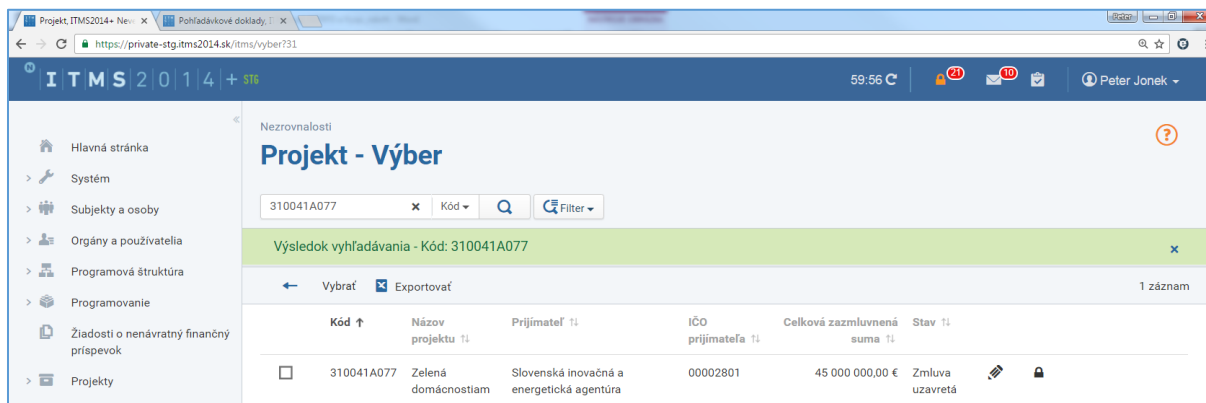 Projekt, ITMS2014+ Neve
Pohľadávkové doklady, I
Peter
https://private-stg.itms2014.sk/itms/vyber?31
N
ITMS2014+ STG
59:56
21
10
Peter Jonek
Nezrovnalosti
Projekt - Výber
?
Hlavná stránka
Systém
Subjekty a osoby
Orgány a používatelia
Programová štruktúra
Programovanie
Žiadosti o nenávratný finančný
príspevok
Projekty
310041A077 Kód Filter
Výsledok vyhľadávania - Kód: 310041A077
Vybrať Exportovať 1 záznam
Kód Názov projektu Prijímateľ IČO prijímateľa Celková zazmluvnená suma Stav
310041A077 Zelená domácnostiam Slovenská inovačná a energetická agentúra 00002801 45 000 000,00 € Zmluva uzavretá